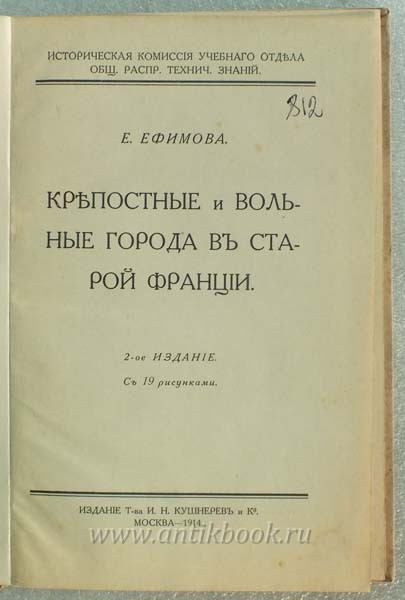 ИСТОРИЧЕСКАЯ КОМИССІЯ УЧЕБНАГО ОТДѢЛА
ОБЩ. РАСПР. ТЕХНИЧ. ЗНАНІЙ.
812
Е. ЕФИМОВА.
КРѢПОСТНЫЕ и ВОЛЬ-
НЫЕ ГОРОДА ВЪ СТА-
РОЙ ФРАНЦІИ.
2-ое ИЗДАНІЕ.
Съ 19 рисунками.
ИЗДАНІЕ Т-ва И. Н. КУШНЕРЕВЪ и Кº.
МОСКВА—1914.
www.antikbook.ru